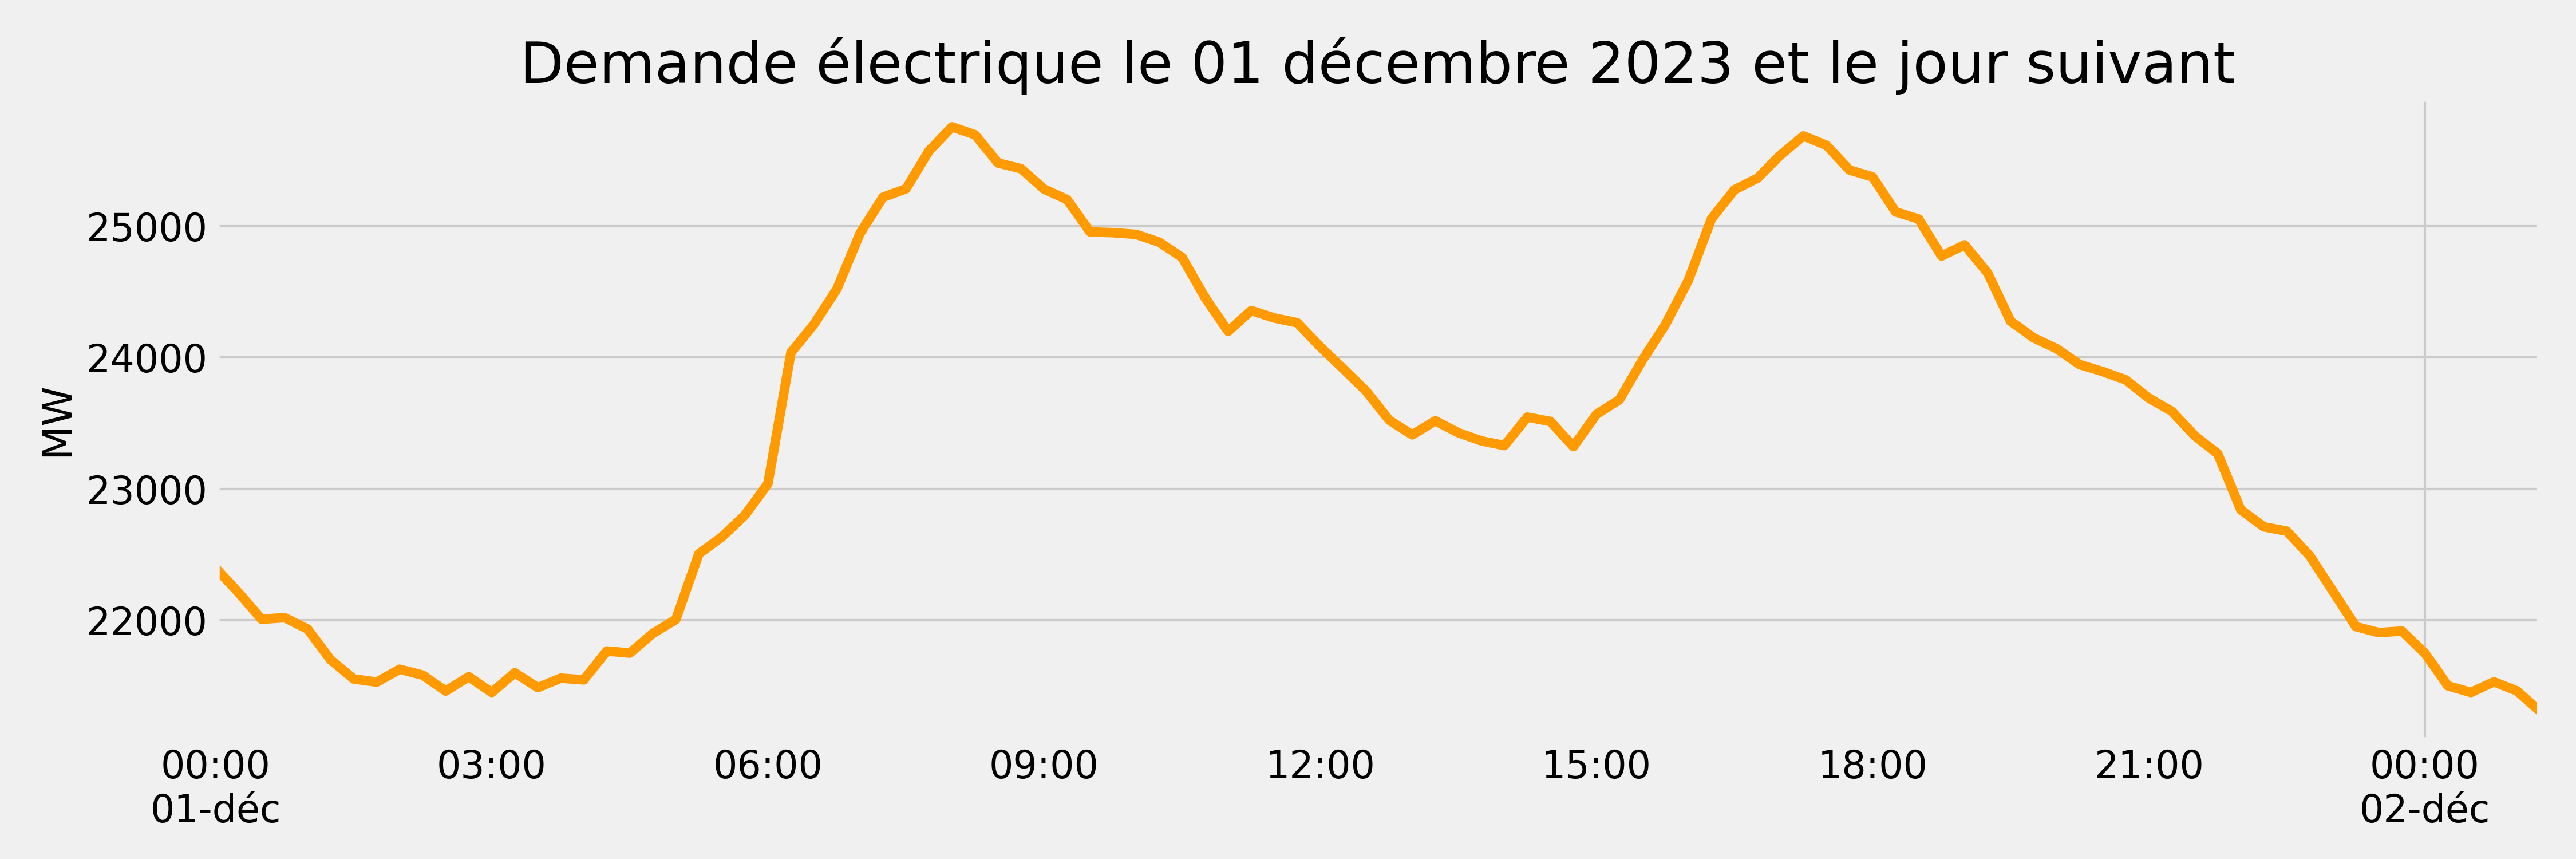 Demande électrique le 01 décembre 2023 et le jour suivant
MW
25000
24000
23000
22000
00:00 03:00 06:00 09:00 12:00 15:00 18:00 21:00 00:00
01-déc 02-déc